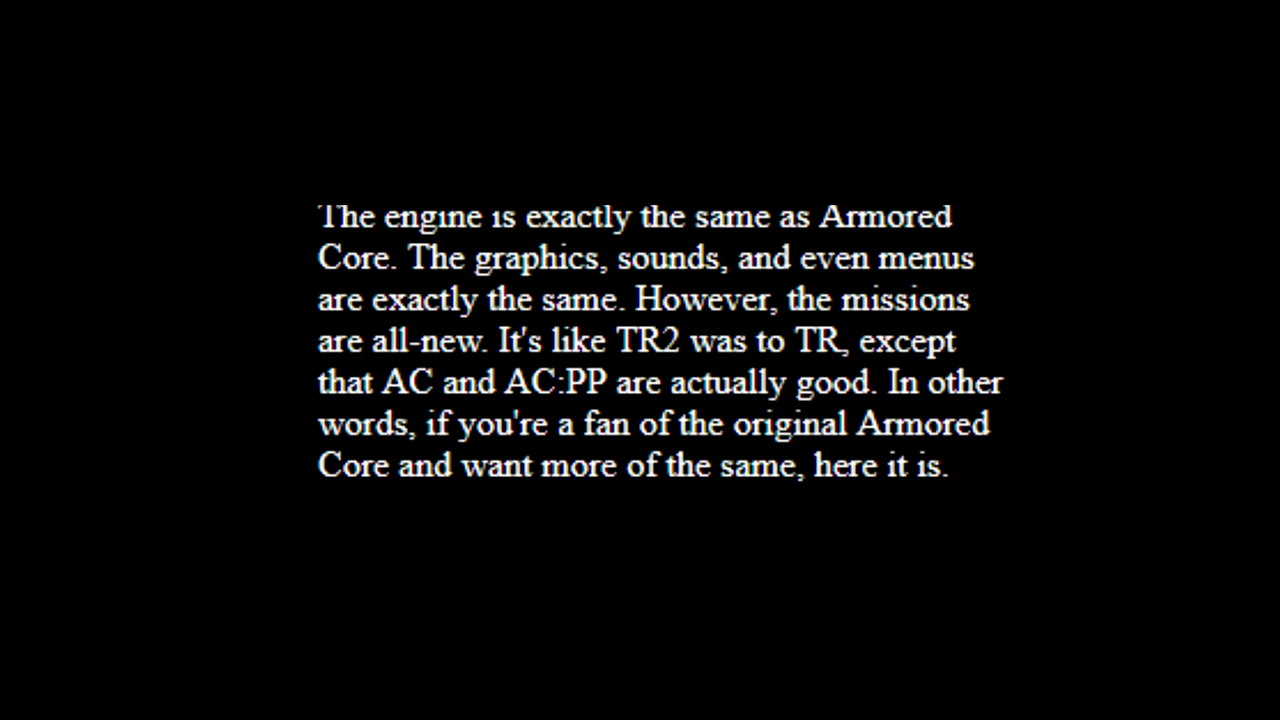 The engine is exactly the same as Armored
Core. The graphics, sounds, and even menus
are exactly the same. However, the missions
are all-new. It's like TR2 was to TR, except
that AC and AC:PP are actually good. In other
words, if you're a fan of the original Armored
Core and want more of the same, here it is.